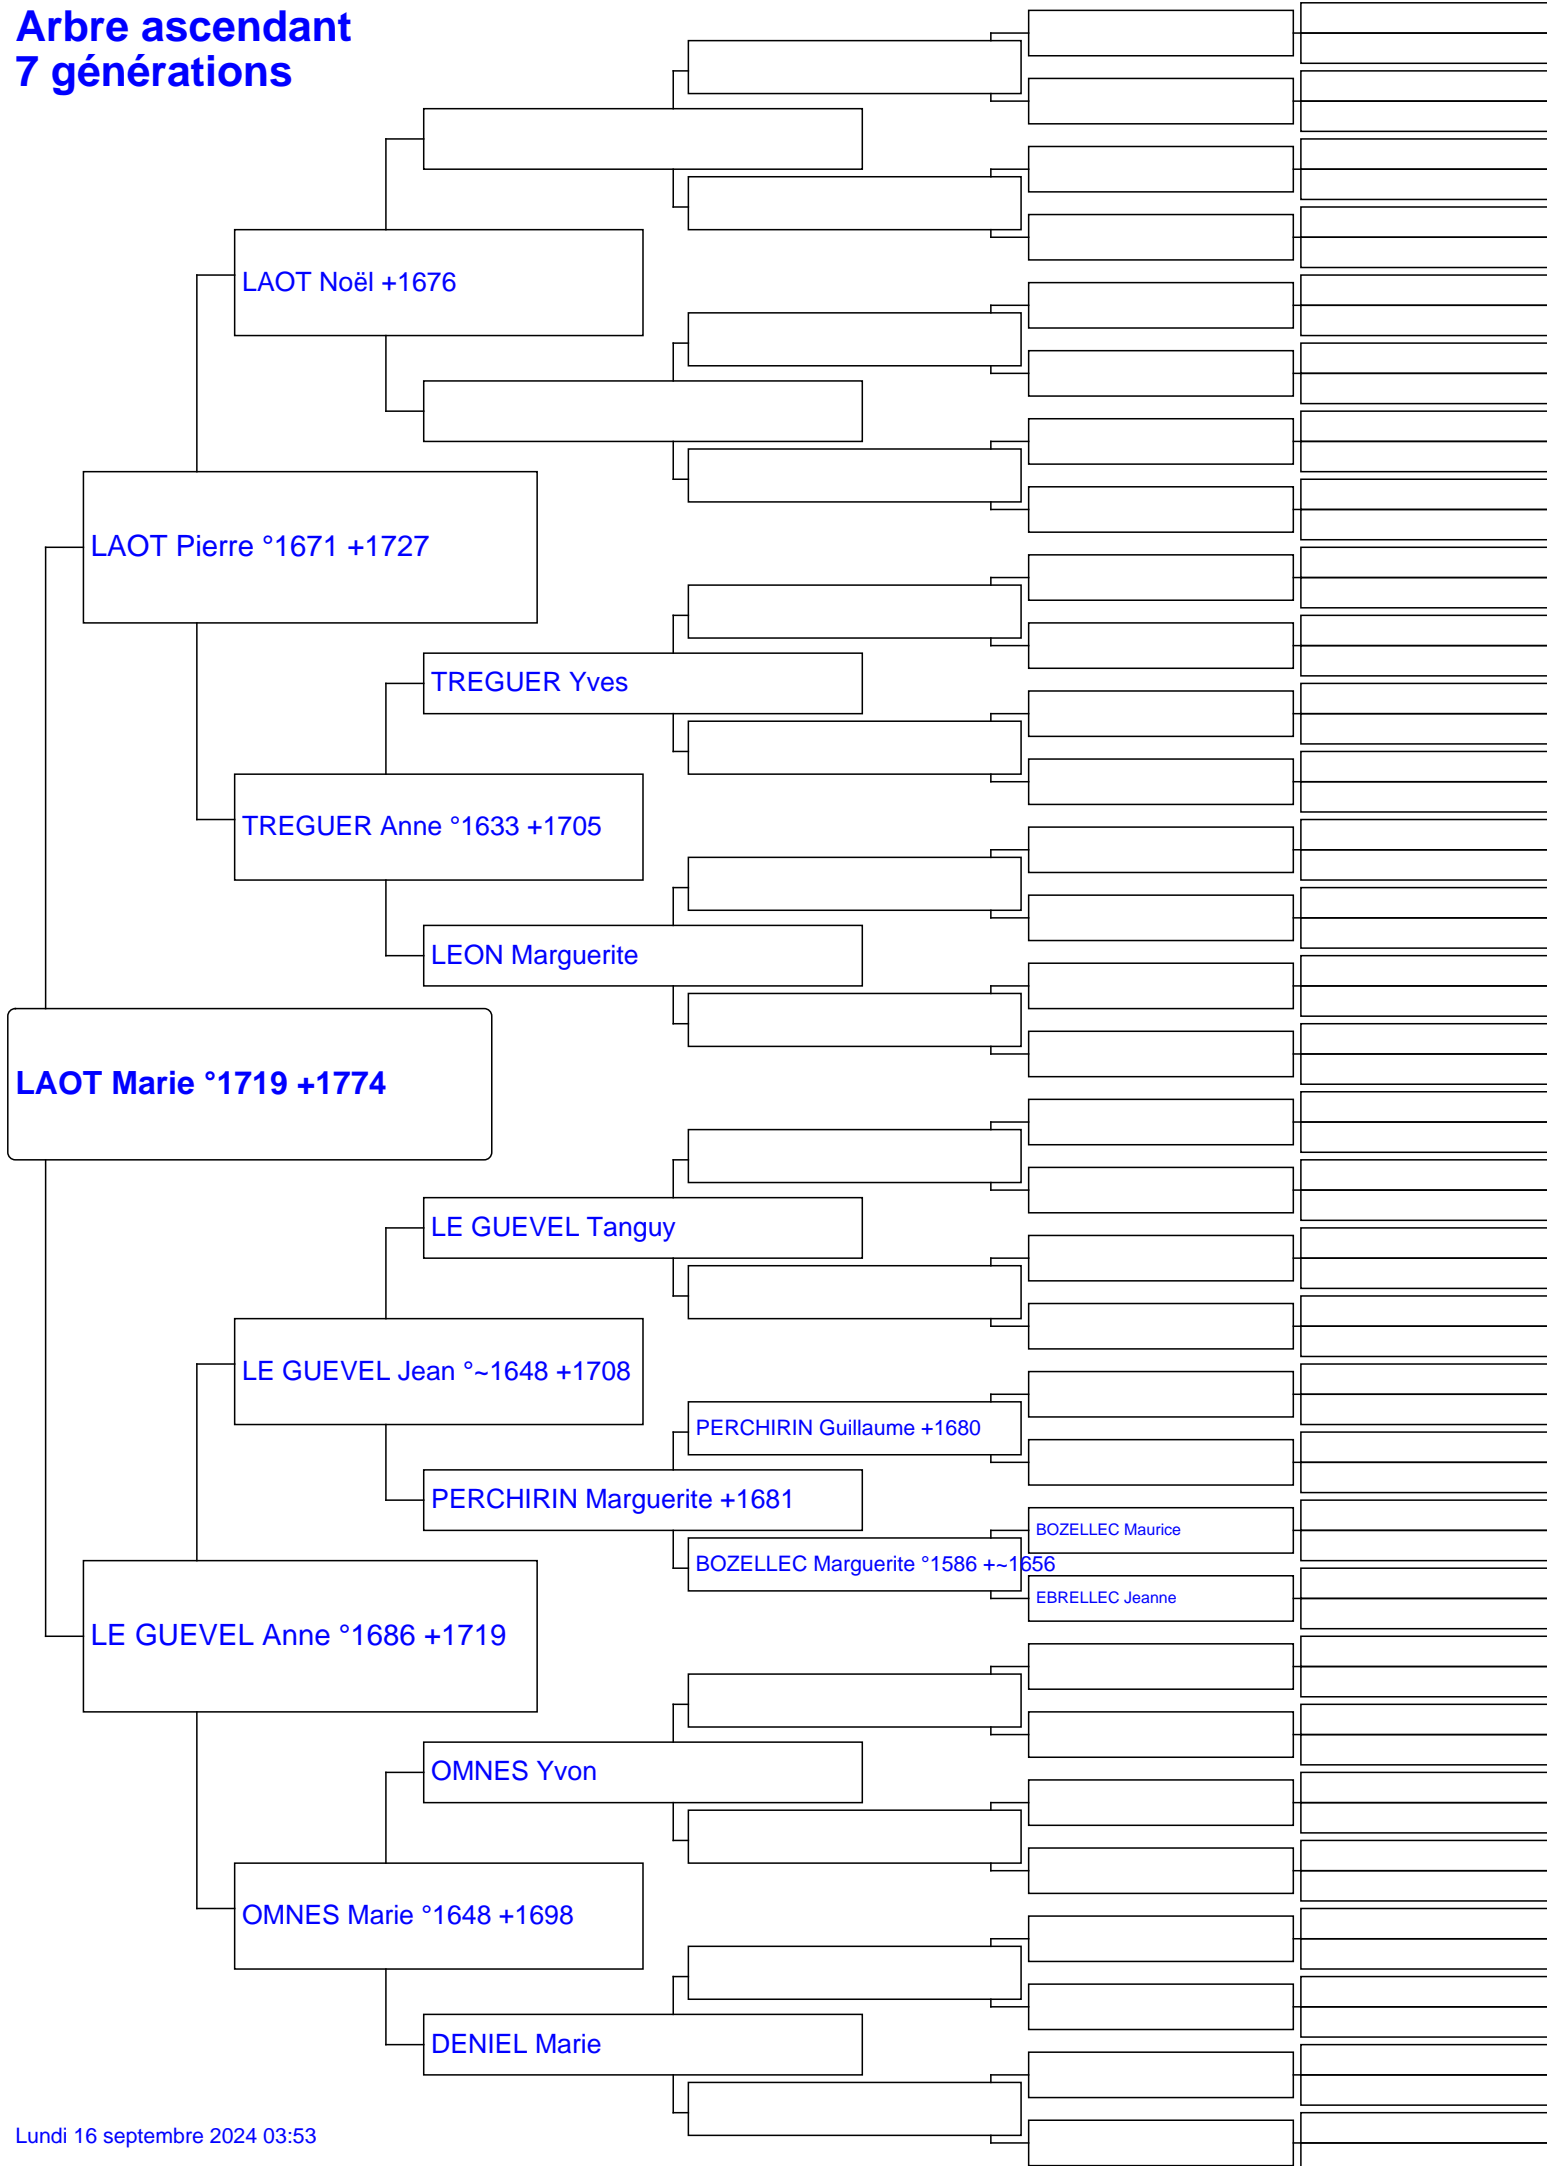 Arbre ascendant
7 générations
LAOT Noël +1676
LAOT Pierre °1671 +1727
TREGUER Yves
TREGUER Anne °1633 +1705
LEON Marguerite
LAOT Marie °1719 +1774
LE GUEVEL Tanguy
LE GUEVEL Jean °~1648 +1708
PERCHIRIN Guillaume +1680
PERCHIRIN Marguerite +1681
BOZELLEC Maurice
BOZELLEC Marguerite °1586 +~1656
EBRELLEC Jeanne
LE GUEVEL Anne °1686 +1719
OMNES Yvon
OMNES Marie °1648 +1698
DENIEL Marie
Lundi 16 septembre 2024 03:53